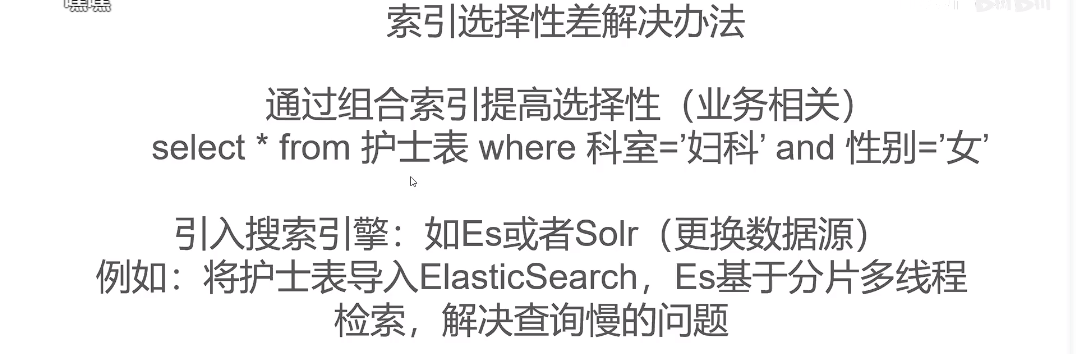 索引选择性差解决办法
通过组合索引提高选择性（业务相关）
select * from 护士表 where 科室=’妇科’ and 性别=’女’
引入搜索引擎：如Es或者Solr（更换数据源）
例如：将护士表导入ElasticSearch，Es基于分片多线程
检索，解决查询慢的问题